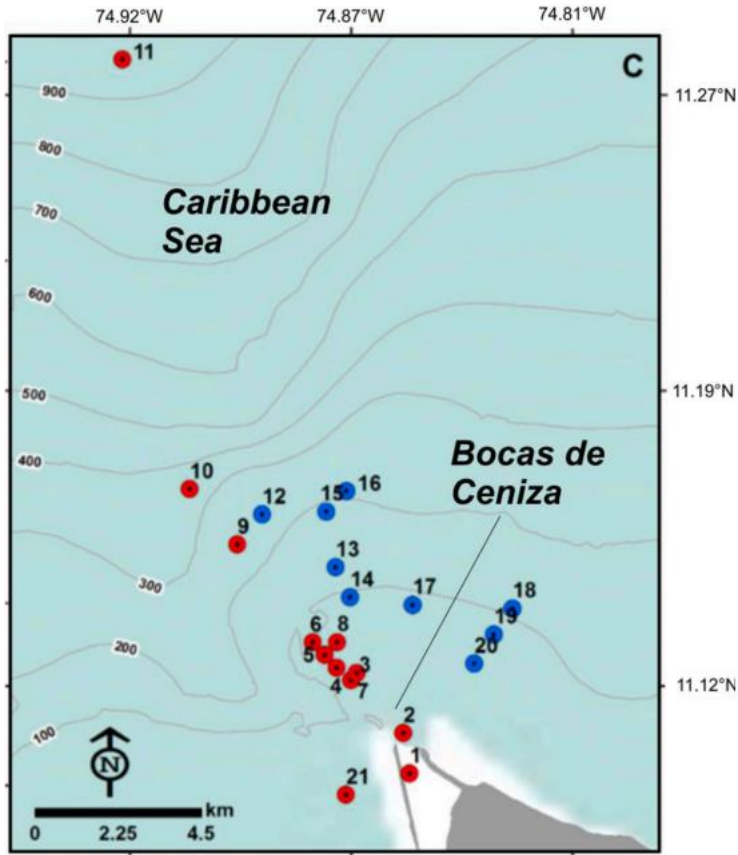 74.92°W 74.87°W 74.81°W
11 C
900 11.27°N
800
Caribbean
Sea
700
600
500 11.19°N
400
Bocas de
Ceniza
10 16
12 15
9
13
300
14 17 18
19
6 8
200 5 20
3
4 7 11.12°N
2
100
1
N 21
km
0 2.25 4.5